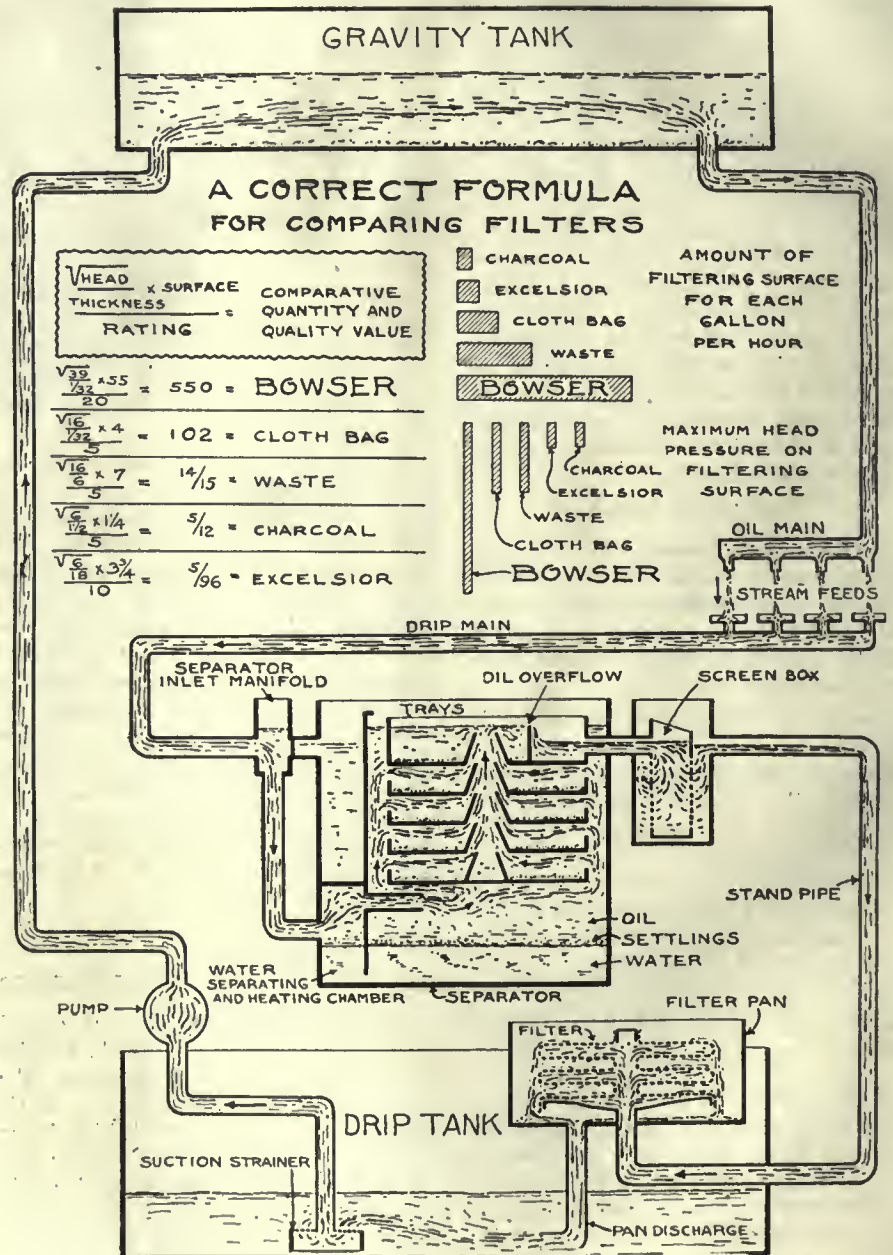 GRAVITY TANK
A CORRECT FORMULA
FOR COMPARING FILTERS
√HEAD
THICKNESS × SURFACE
RATING
= COMPARATIVE
QUANTITY AND
QUALITY VALUE
√39
1/32 × 55
20
= 550 = BOWSER
√16
1/32 × 4
5
= 102 = CLOTH BAG
√16
6 × 7
5
= 14/15 = WASTE
√6
1/2 × 1 1/4
5
= 5/12 = CHARCOAL
√6
18 × 3 3/4
10
= 5/96 = EXCELSIOR
CHARCOAL
EXCELSIOR
CLOTH BAG
WASTE
BOWSER
AMOUNT OF
FILTERING SURFACE
FOR EACH
GALLON
PER HOUR
MAXIMUM HEAD
PRESSURE ON
FILTERING
SURFACE
CHARCOAL
EXCELSIOR
WASTE
CLOTH BAG
BOWSER
OIL MAIN
STREAM FEEDS
DRIP MAIN
SEPARATOR
INLET MANIFOLD
TRAYS
OIL OVERFLOW
SCREEN BOX
STAND PIPE
OIL
SETTLINGS
WATER
WATER
SEPARATING
AND HEATING CHAMBER
SEPARATOR
PUMP
FILTER PAN
FILTER
DRIP TANK
SUCTION STRAINER
PAN DISCHARGE